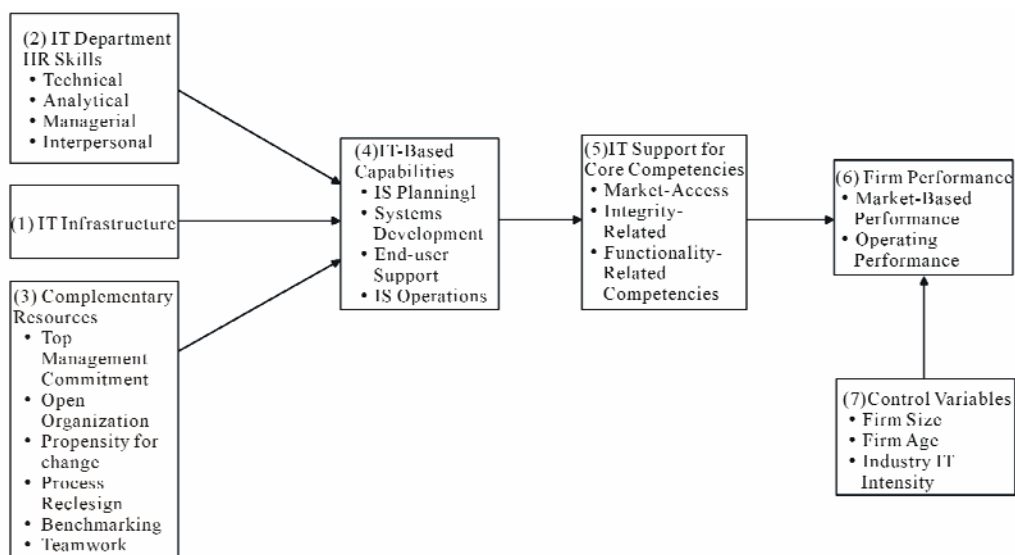 (2) IT Department
HR Skills
• Technical
• Analytical
• Managerial
• Interpersonal
(1) IT Infrastructure
(3) Complementary
Resources
• Top
Management
Commitment
• Open
Organization
• Propensity for
change
• Process
Reclesign
• Benchmarking
• Teamwork
(4)IT-Based
Capabilities
• IS Planningl
• Systems
Development
• End-user
Support
• IS Operations
(5)IT Support for
Core Competencies
• Market-Access
• Integrity-
Related
• Functionality-
Related
Competencies
(6) Firm Performance
• Market-Based
Performance
• Operating
Performance
(7)Control Variables
• Firm Size
• Firm Age
• Industry IT
Intensity